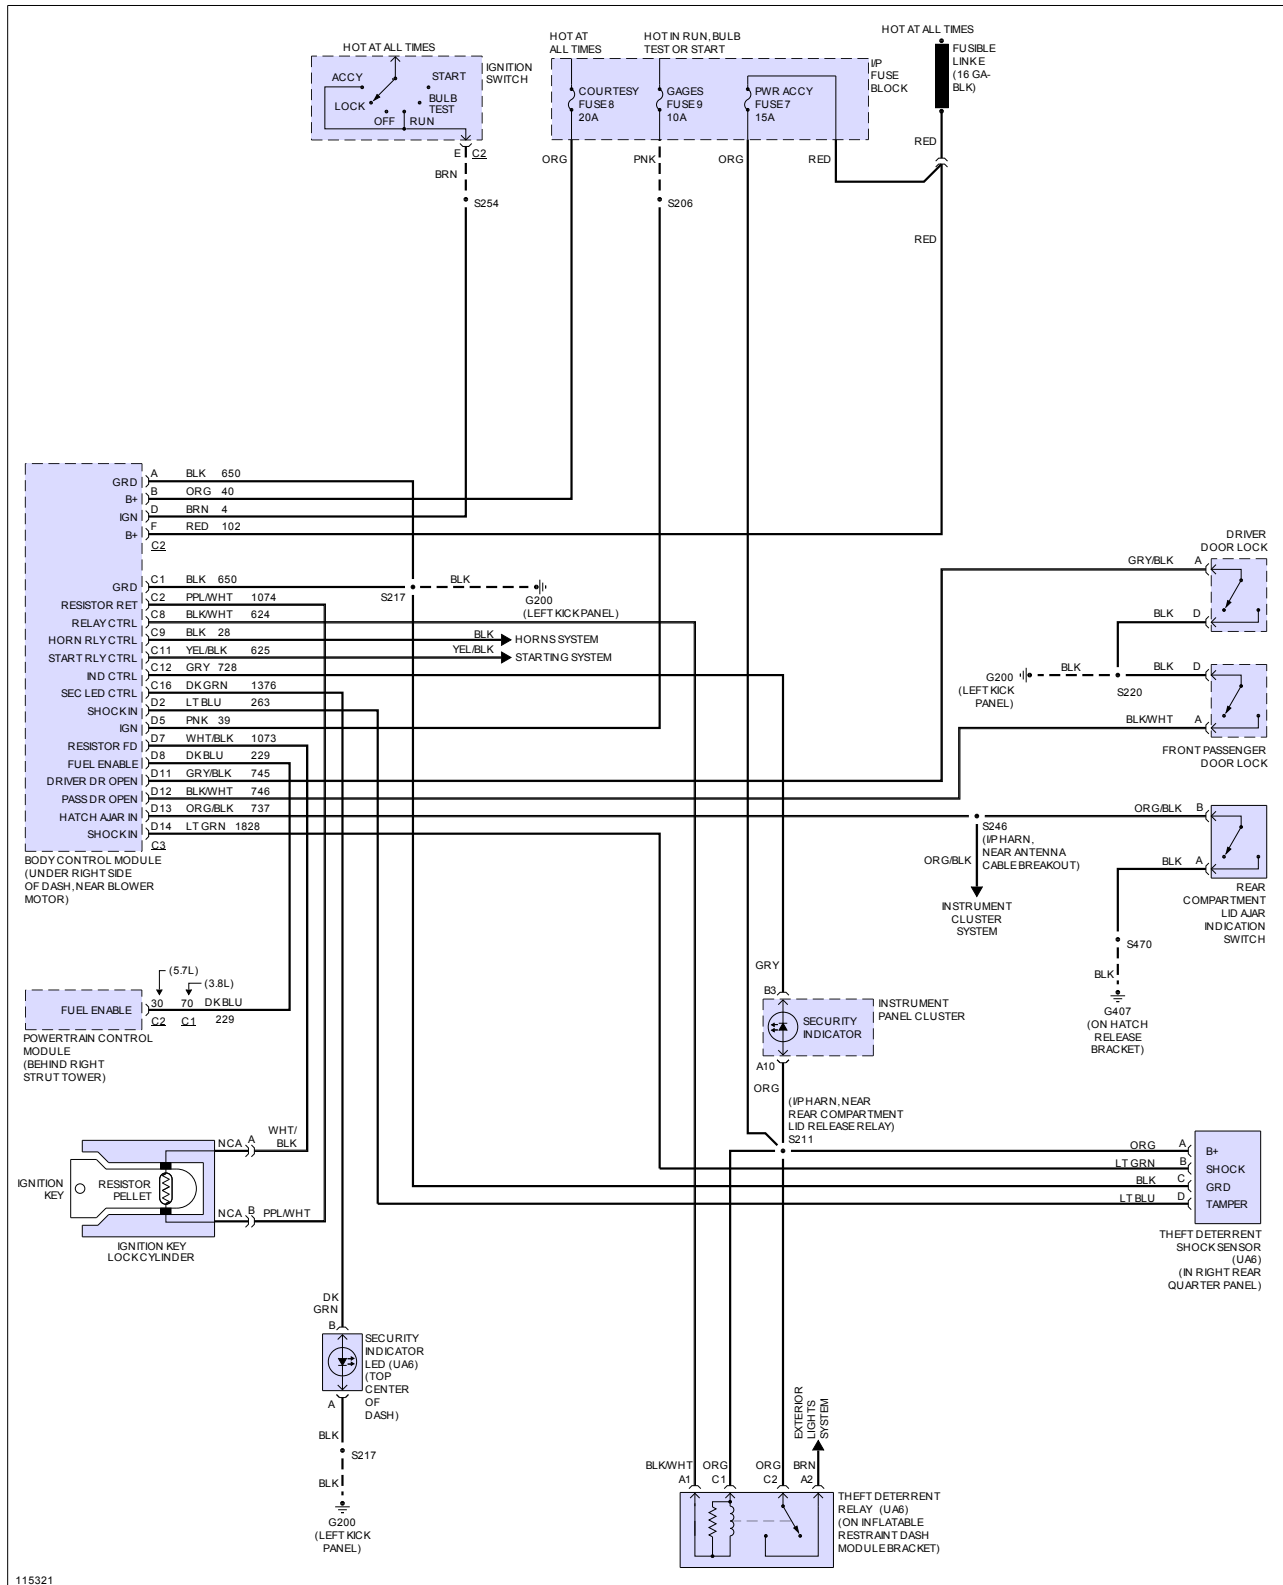 HOT AT ALL TIMES
IGNITION
SWITCH
ACCY
START
LOCK
BULB
TEST
OFF
RUN
E
C2
BRN
S254
HOT AT
ALL TIMES
HOT IN RUN, BULB
TEST OR START
I/P
FUSE
BLOCK
COURTESY
FUSE 8
20A
GAGES
FUSE 9
10A
PWR ACCY
FUSE 7
15A
ORG
PNK
ORG
RED
S206
HOT AT ALL TIMES
FUSIBLE
LINK E
(16 GA-
BLK)
RED
RED
GRD
A
BLK
650
B+
B
ORG
40
IGN
D
BRN
4
B+
F
RED
102
C2
GRD
C1
BLK
650
RESISTOR RET
C2
PPL/WHT
1074
RELAY CTRL
C8
BLK/WHT
624
HORN RLY CTRL
C9
BLK
28
START RLY CTRL
C11
YEL/BLK
625
IND CTRL
C12
GRY
728
SEC LED CTRL
C16
DK GRN
1376
SHOCK IN
D2
LT BLU
263
IGN
D5
PNK
39
RESISTOR FD
D7
WHT/BLK
1073
FUEL ENABLE
D8
DK BLU
229
DRIVER DR OPEN
D11
GRY/BLK
745
PASS DR OPEN
D12
BLK/WHT
746
HATCH AJAR IN
D13
ORG/BLK
737
SHOCK IN
D14
LT GRN
1828
C3
BODY CONTROL MODULE
(UNDER RIGHT SIDE
OF DASH, NEAR BLOWER
MOTOR)
S217
BLK
G200
(LEFT KICK PANEL)
BLK
HORNS SYSTEM
YEL/BLK
STARTING SYSTEM
DRIVER
DOOR LOCK
GRY/BLK
A
BLK
D
G200
(LEFT KICK
PANEL)
BLK
S220
BLK
D
BLK/WHT
A
FRONT PASSENGER
DOOR LOCK
ORG/BLK
B
S246
(I/P HARN,
NEAR ANTENNA
CABLE BREAKOUT)
ORG/BLK
INSTRUMENT
CLUSTER
SYSTEM
BLK
A
REAR
COMPARTMENT
LID AJAR
INDICATION
SWITCH
S470
BLK
G407
(ON HATCH
RELEASE
BRACKET)
(5.7L)
(3.8L)
FUEL ENABLE
30
70
DK BLU
C2
C1
229
POWERTRAIN CONTROL
MODULE
(BEHIND RIGHT
STRUT TOWER)
GRY
B3
INSTRUMENT
PANEL CLUSTER
SECURITY
INDICATOR
A10
ORG
(I/P HARN, NEAR
REAR COMPARTMENT
LID RELEASE RELAY)
S211
ORG
A
B+
LT GRN
B
SHOCK
BLK
C
GRD
LT BLU
D
TAMPER
THEFT DETERRENT
SHOCK SENSOR
(UA6)
(IN RIGHT REAR
QUARTER PANEL)
NCA
A
WHT/
BLK
IGNITION
KEY
RESISTOR
PELLET
NCA
B
PPL/WHT
IGNITION KEY
LOCK CYLINDER
DK
GRN
B
SECURITY
INDICATOR
LED (UA6)
(TOP
CENTER
OF
DASH)
A
BLK
S217
BLK
G200
(LEFT KICK
PANEL)
EXTERIOR
LIGHTS
SYSTEM
BLK/WHT
ORG
ORG
BRN
A1
C1
C2
A2
THEFT DETERRENT
RELAY (UA6)
(ON INFLATABLE
RESTRAINT DASH
MODULE BRACKET)
115321